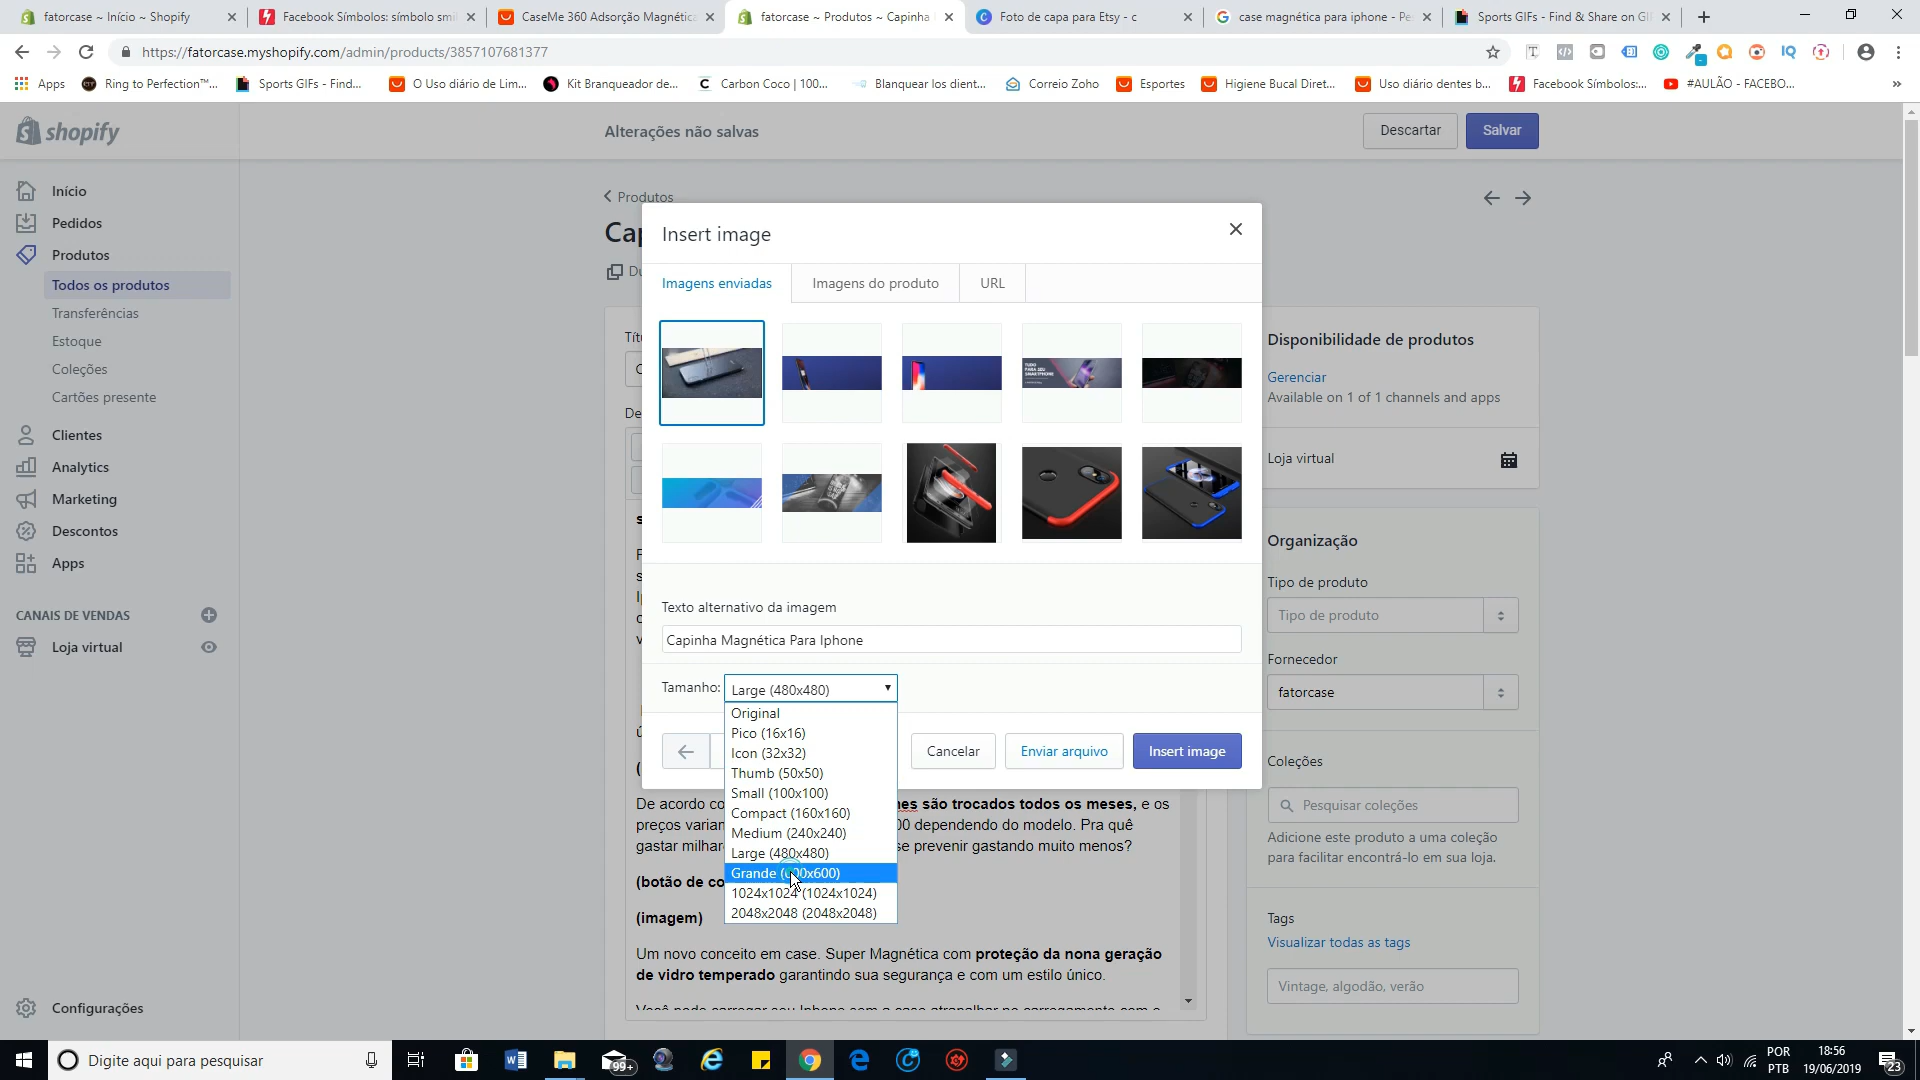 fatorcase ~ Início ~ Shopify
Facebook Símbolos: símbolo smil
CaseMe 360 Adsorção Magnética
fatorcase ~ Produtos ~ Capinha
Foto de capa para Etsy - c
case magnética para iphone - Pe
Sports GIFs - Find & Share on GI
https://fatorcase.myshopify.com/admin/products/3857107681377
Apps
Ring to Perfection™...
Sports GIFs - Find...
O Uso diário de Lim...
Kit Branqueador de...
Carbon Coco | 100...
Blanquear los dient...
Correio Zoho
Esportes
Higiene Bucal Diret...
Uso diário dentes b...
Facebook Símbolos:...
#AULÃO - FACEBO...
shopify
Alterações não salvas
Descartar
Salvar
Início
Pedidos
Produtos
Todos os produtos
Transferências
Estoque
Coleções
Cartões presente
Clientes
Analytics
Marketing
Descontos
Apps
CANAIS DE VENDAS
Loja virtual
Configurações
Produtos
Insert image
Imagens enviadas
Imagens do produto
URL
Texto alternativo da imagem
Capinha Magnética Para Iphone
Tamanho:
Large (480x480)
Original
Pico (16x16)
Icon (32x32)
Thumb (50x50)
Small (100x100)
Compact (160x160)
Medium (240x240)
Large (480x480)
Grande (600x600)
1024x1024 (1024x1024)
2048x2048 (2048x2048)
Cancelar
Enviar arquivo
Insert image
De acordo co
são trocados todos os meses, e os
preços varian
00 dependendo do modelo. Pra quê
gastar milhar
se prevenir gastando muito menos?
(botão de co
(imagem)
Um novo conceito em case. Super Magnética com proteção da nona geração
de vidro temperado garantindo sua segurança e com um estilo único.
Disponibilidade de produtos
Gerenciar
Available on 1 of 1 channels and apps
Loja virtual
Organização
Tipo de produto
Tipo de produto
Fornecedor
fatorcase
Coleções
Pesquisar coleções
Adicione este produto a uma coleção
para facilitar encontrá-lo em sua loja.
Tags
Visualizar todas as tags
Vintage, algodão, verão
Digite aqui para pesquisar
99+
POR
PTB
18:56
19/06/2019
23